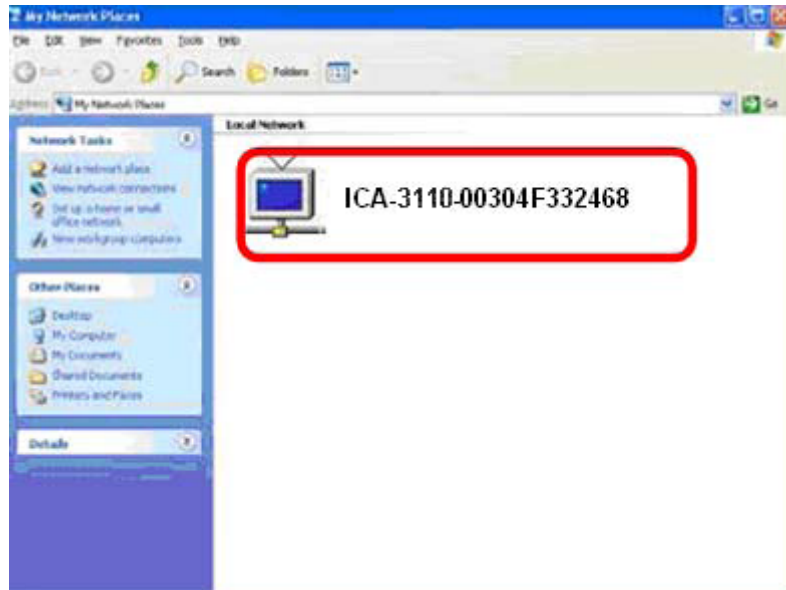 My Network Places
File Edit View Favorites Tools Help
Search Folders
My Network Places Go
Local Network
Network Tasks
Add a network place
View network connections
Set up a home or small
office network
View workgroup computers
ICA-3110-00304F332468
Other Places
Desktop
My Computer
My Documents
Shared Documents
Printers and Faxes
Details